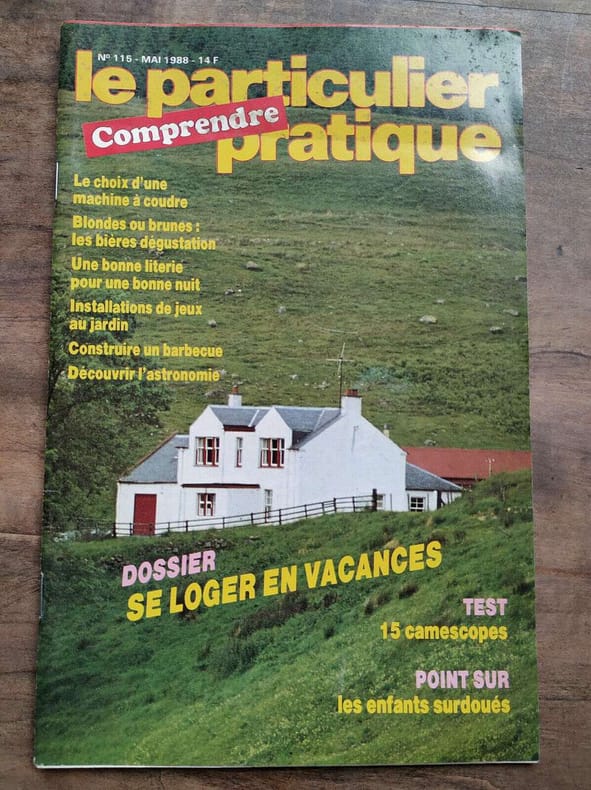 N° 115 - MAI 1988 - 14 F
le particulier
Comprendre
pratique
Le choix d'une
machine à coudre
Blondes ou brunes :
les bières dégustation
Une bonne literie
pour une bonne nuit
Installations de jeux
au jardin
Construire un barbecue
Découvrir l'astronomie
DOSSIER
SE LOGER EN VACANCES
TEST
15 camescopes
POINT SUR
les enfants surdoués